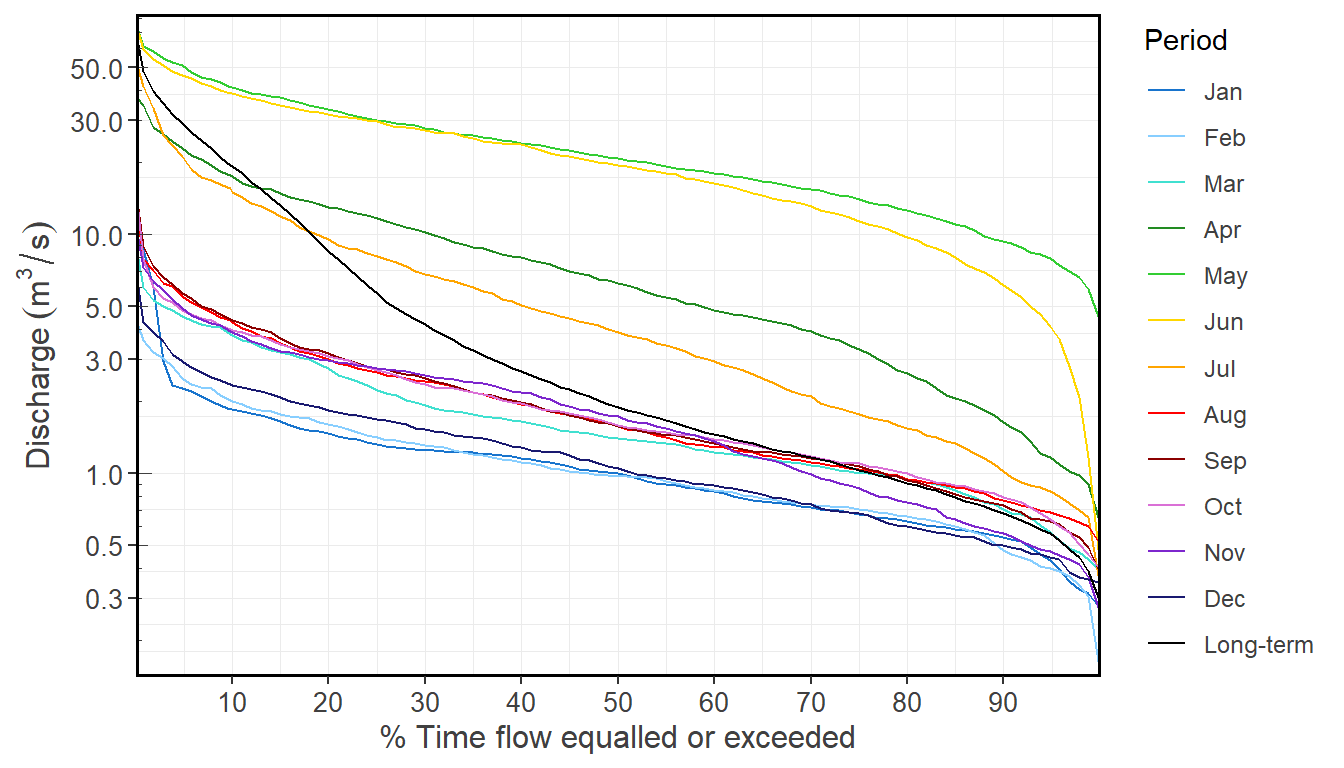 50.0
30.0
10.0
5.0
3.0
1.0
0.5
0.3
Discharge (m³/s)
10 20 30 40 50 60 70 80 90
% Time flow equalled or exceeded
Period
Jan
Feb
Mar
Apr
May
Jun
Jul
Aug
Sep
Oct
Nov
Dec
Long-term